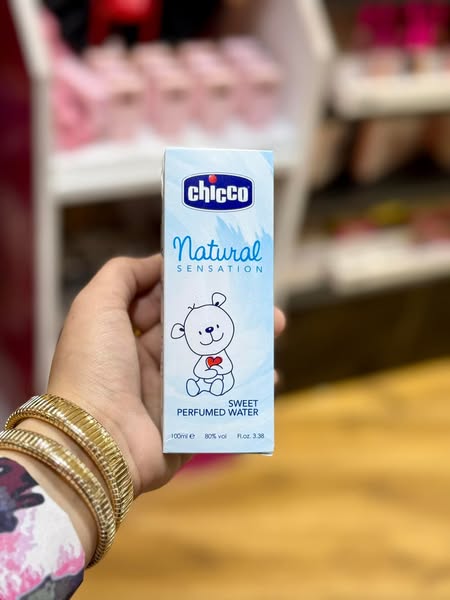 chicco
Natural
SENSATION
SWEET
PERFUMED WATER
100ml e 80% vol Fl.oz. 3.38